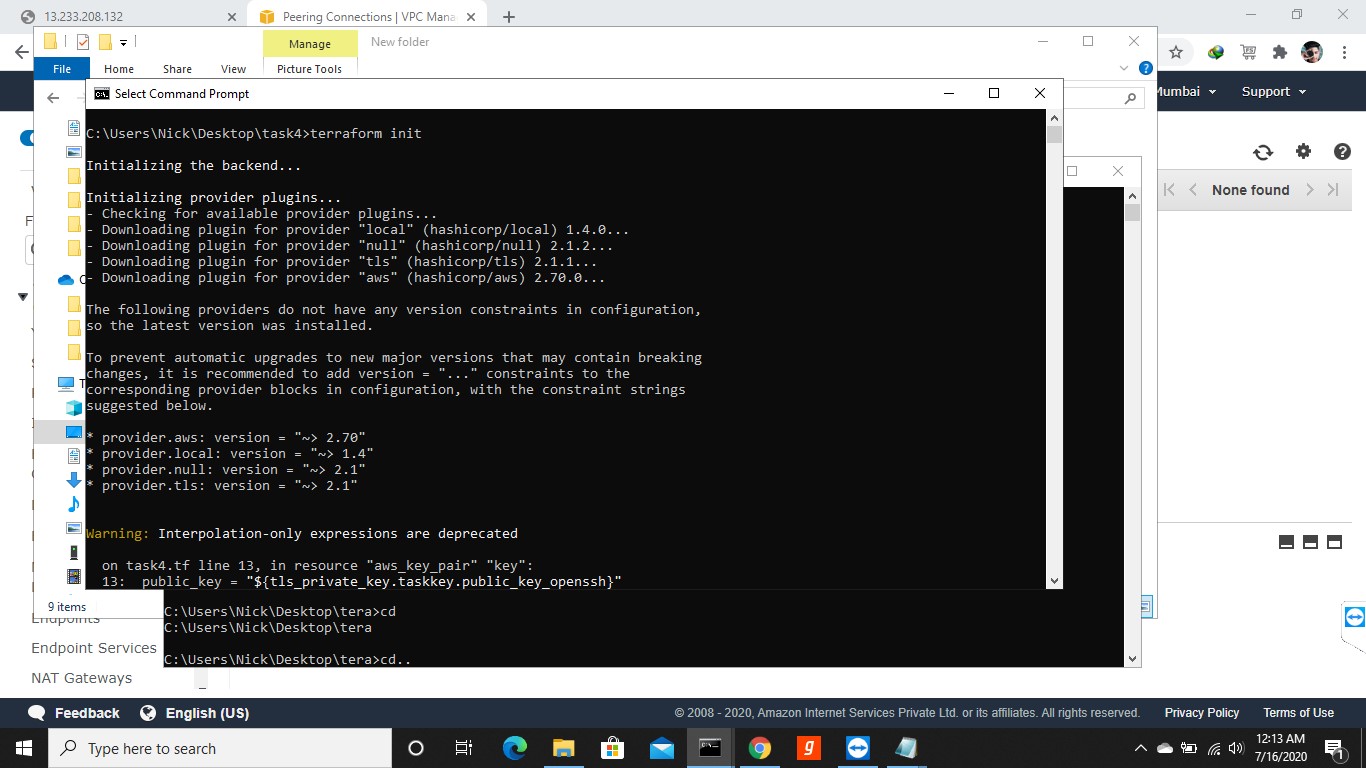 13.233.208.132
Peering Connections | VPC Mana
Manage
New folder
File
Home
Share
View
Picture Tools
Mumbai
Support
Select Command Prompt
C:\Users\Nick\Desktop\task4>terraform init
Initializing the backend...
Initializing provider plugins...
- Checking for available provider plugins...
- Downloading plugin for provider "local" (hashicorp/local) 1.4.0...
- Downloading plugin for provider "null" (hashicorp/null) 2.1.2...
- Downloading plugin for provider "tls" (hashicorp/tls) 2.1.1...
- Downloading plugin for provider "aws" (hashicorp/aws) 2.70.0...
The following providers do not have any version constraints in configuration,
so the latest version was installed.
To prevent automatic upgrades to new major versions that may contain breaking
changes, it is recommended to add version = "..." constraints to the
corresponding provider blocks in configuration, with the constraint strings
suggested below.
* provider.aws: version = "~> 2.70"
* provider.local: version = "~> 1.4"
* provider.null: version = "~> 2.1"
* provider.tls: version = "~> 2.1"
Warning: Interpolation-only expressions are deprecated
on task4.tf line 13, in resource "aws_key_pair" "key":
13: public_key = "${tls_private_key.taskkey.public_key_openssh}"
None found
9 items
C:\Users\Nick\Desktop\tera>cd
C:\Users\Nick\Desktop\tera
C:\Users\Nick\Desktop\tera>cd..
Endpoints
Endpoint Services
NAT Gateways
Feedback
English (US)
© 2008 - 2020, Amazon Internet Services Private Ltd. or its affiliates. All rights reserved.
Privacy Policy
Terms of Use
Type here to search
12:13 AM
7/16/2020
1